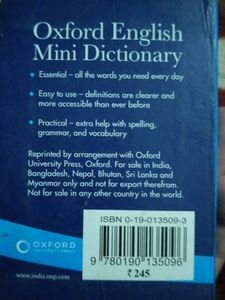 Oxford English
Mini Dictionary
Essential – all the words you need every day
Easy to use – definitions are clearer and
more accessible than ever before
Practical – extra help with spelling,
grammar, and vocabulary
Reprinted by arrangement with Oxford
University Press, Oxford. For sale in India,
Bangladesh, Nepal, Bhutan, Sri Lanka and
Myanmar only and not for export therefrom.
Not for sale in any other country in the world.
ISBN 0-19-013509-3
9 780190 135096
₹ 245
OXFORD
UNIVERSITY PRESS
www.india.oup.com